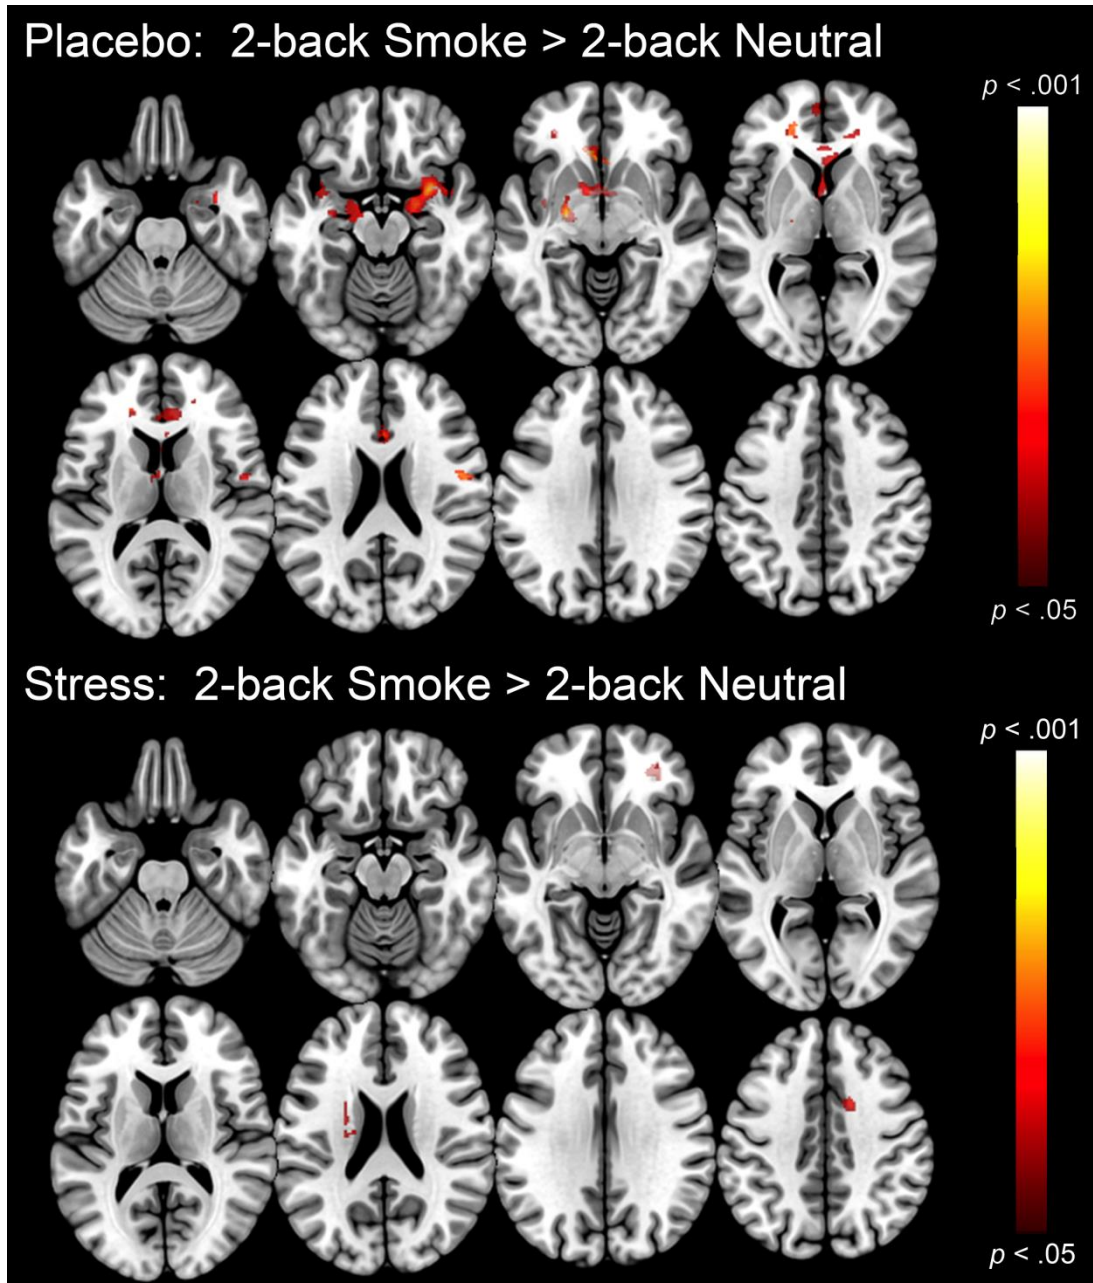 Placebo:  2-back Smoke > 2-back Neutral
p < .001
p < .05
Stress:  2-back Smoke > 2-back Neutral
p < .001
p < .05